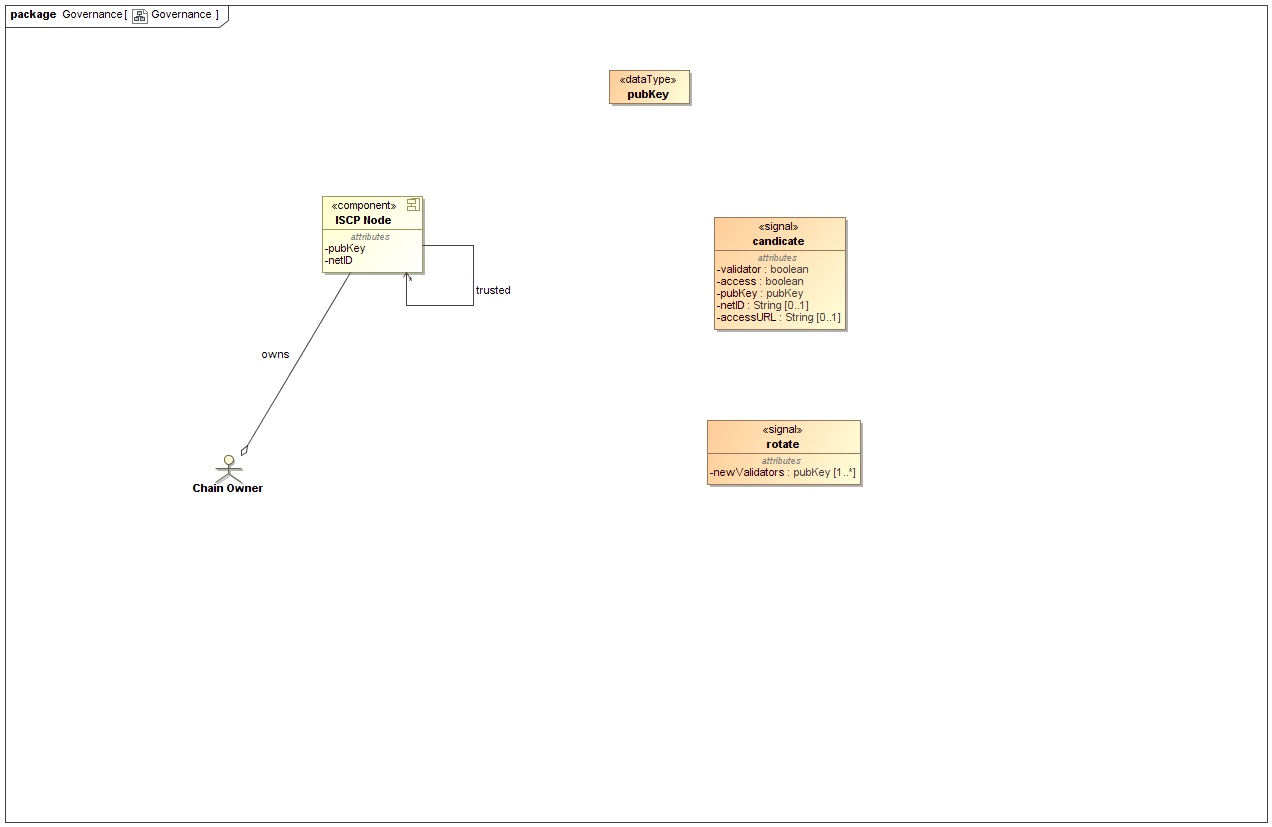 package Governance [ Governance ]
«dataType»
pubKey
«component»
ISCP Node
attributes
-pubKey
-netID
*
trusted
owns
Chain Owner
«signal»
candicate
attributes
-validator : boolean
-access : boolean
-pubKey : pubKey
-netID : String [0..1]
-accessURL : String [0..1]
«signal»
rotate
attributes
-newValidators : pubKey [1..*]